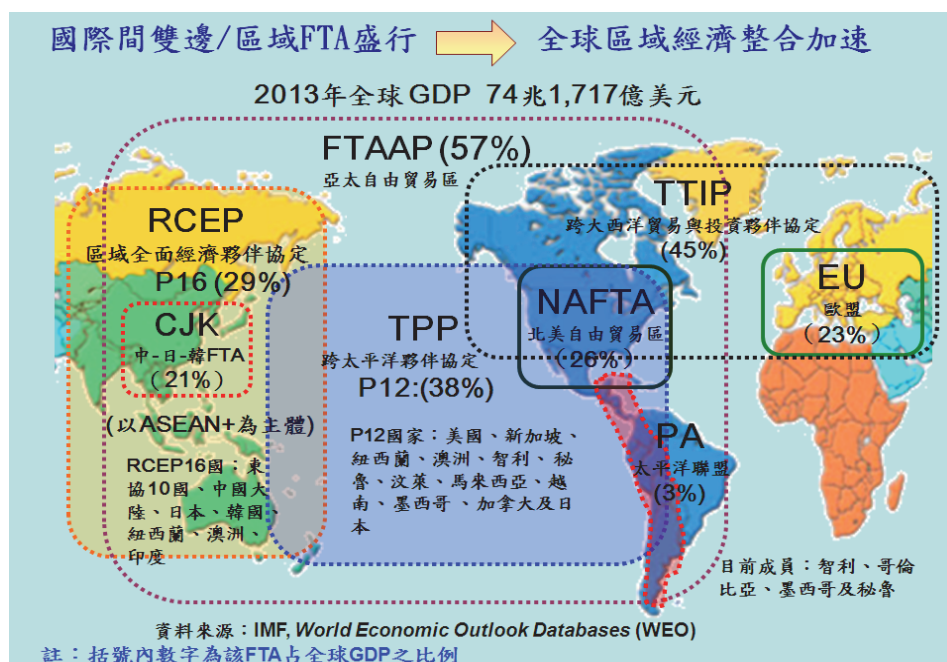 國際間雙邊/區域FTA盛行 全球區域經濟整合加速
2013年全球GDP 74兆1,717億美元
FTAAP (57%)
亞太自由貿易區
RCEP
區域全面經濟夥伴協定
P16 (29%)
CJK
中-日-韓FTA
(21%)
(以ASEAN+為主體)
RCEP16國：東
協10國、中國大
陸、日本、韓國、
紐西蘭、澳洲、
印度
TPP
跨太平洋夥伴協定
P12:(38%)
P12國家：美國、新加坡、
紐西蘭、澳洲、智利、秘
魯、汶萊、馬來西亞、越
南、墨西哥、加拿大及日
本
TTIP
跨大西洋貿易與投資夥伴協定
(45%)
NAFTA
北美自由貿易區
(26%)
EU
歐盟
(23%)
PA
太平洋聯盟
(3%)
目前成員：智利、哥倫
比亞、墨西哥及秘魯
資料來源：IMF, World Economic Outlook Databases (WEO)
註：括號內數字為該FTA占全球GDP之比例